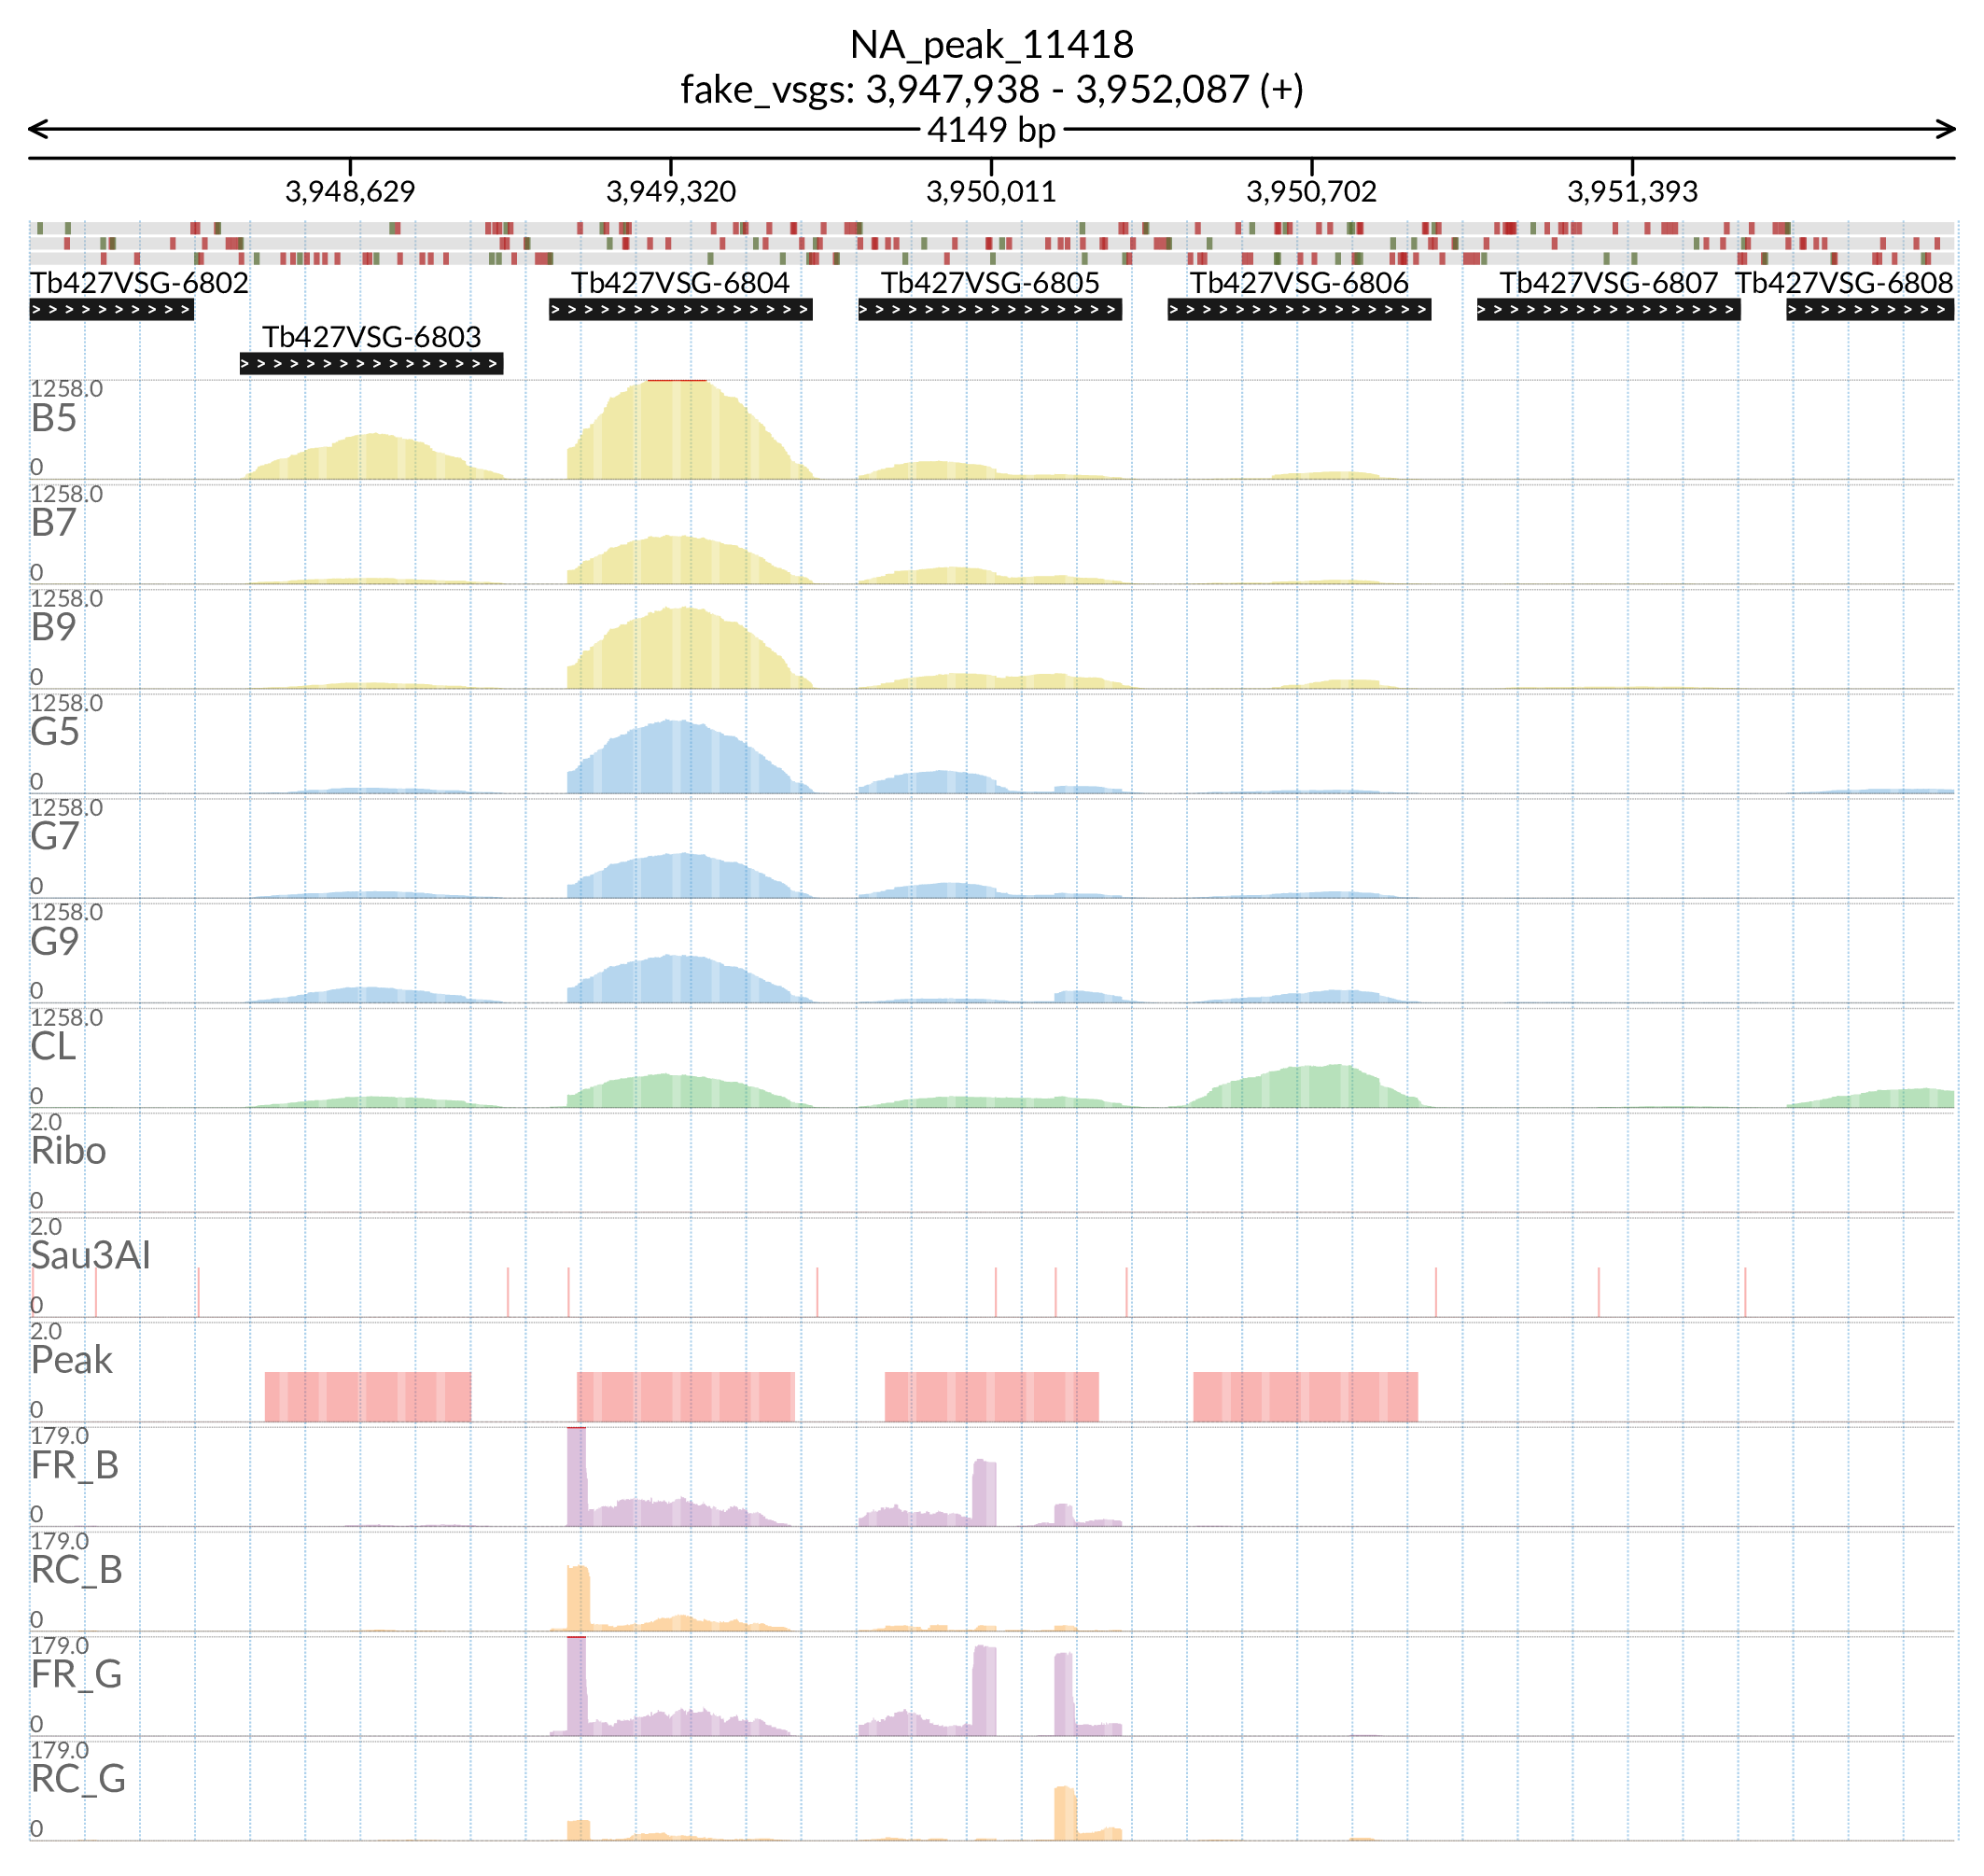 NA_peak_11418
fake_vsgs: 3,947,938 - 3,952,087 (+)
4149 bp
3,948,629 3,949,320 3,950,011 3,950,702 3,951,393
Tb427VSG-6802 Tb427VSG-6804 Tb427VSG-6805 Tb427VSG-6806 Tb427VSG-6807 Tb427VSG-6808
Tb427VSG-6803
1258.0
B5
0
1258.0
B7
0
1258.0
B9
0
1258.0
G5
0
1258.0
G7
0
1258.0
G9
0
1258.0
CL
0
2.0
Ribo
0
2.0
Sau3AI
0
2.0
Peak
0
179.0
FR_B
0
179.0
RC_B
0
179.0
FR_G
0
179.0
RC_G
0